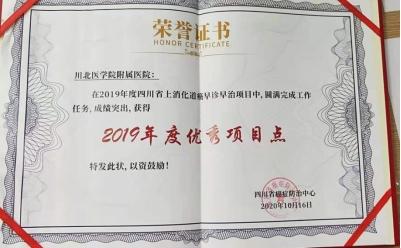 荣誉证书
HONOR CERTIFICATE
川北医学院附属医院：
在2019年度四川省上消化道癌早诊早治项目中，圆满完成工作
任务，成绩突出，获得
2019年度优秀项目点
特发此状，以资鼓励！
四川省癌症防治中心
2020年10月16日